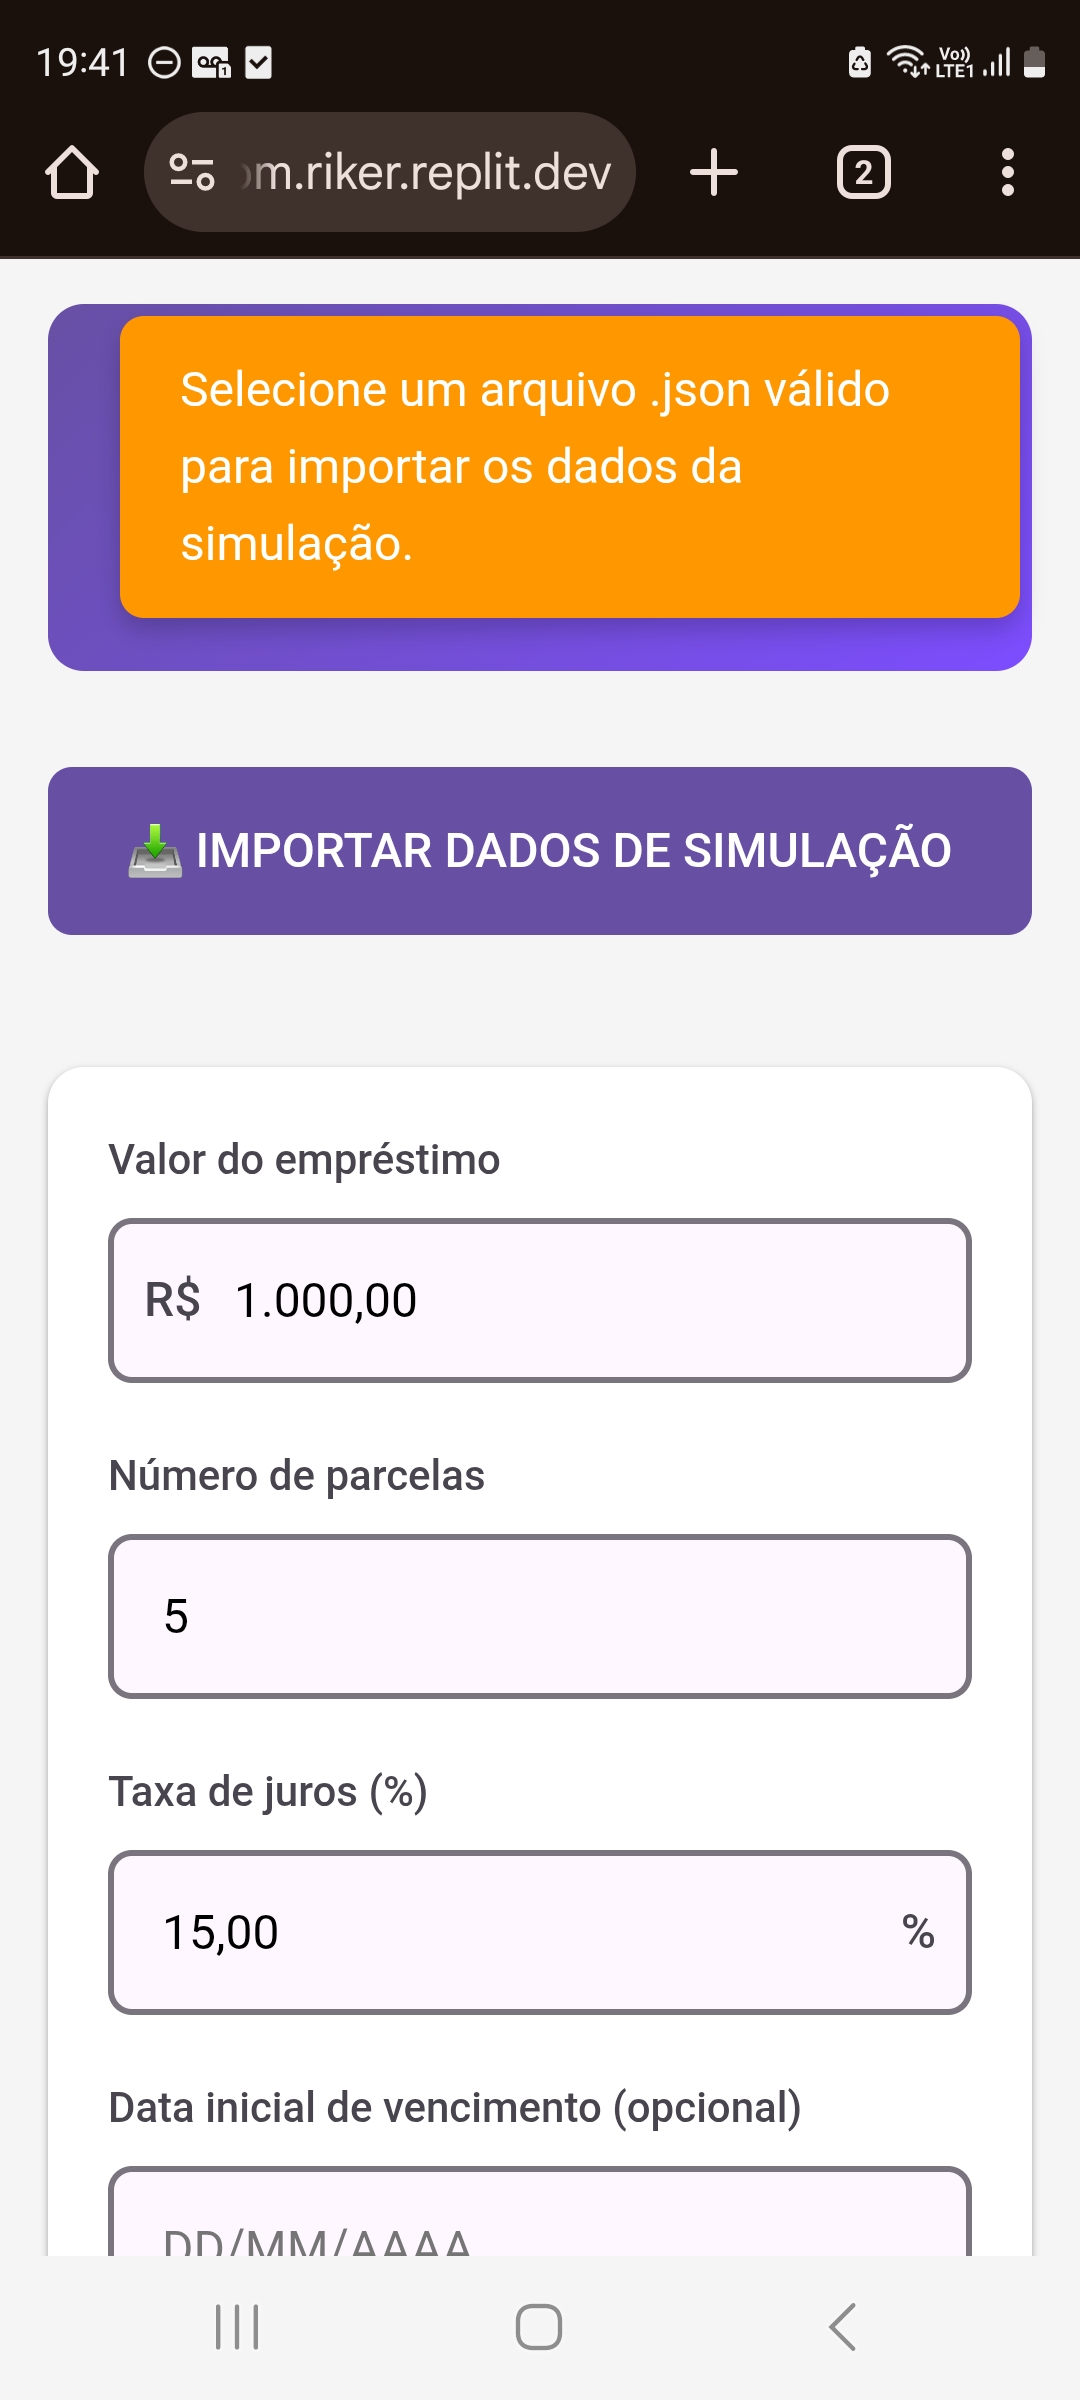 19:41
Vo))
LTE1
om.riker.replit.dev
2
Selecione um arquivo .json válido
para importar os dados da
simulação.
IMPORTAR DADOS DE SIMULAÇÃO
Valor do empréstimo
R$ 1.000,00
Número de parcelas
5
Taxa de juros (%)
15,00 %
Data inicial de vencimento (opcional)
DD/MM/AAAA